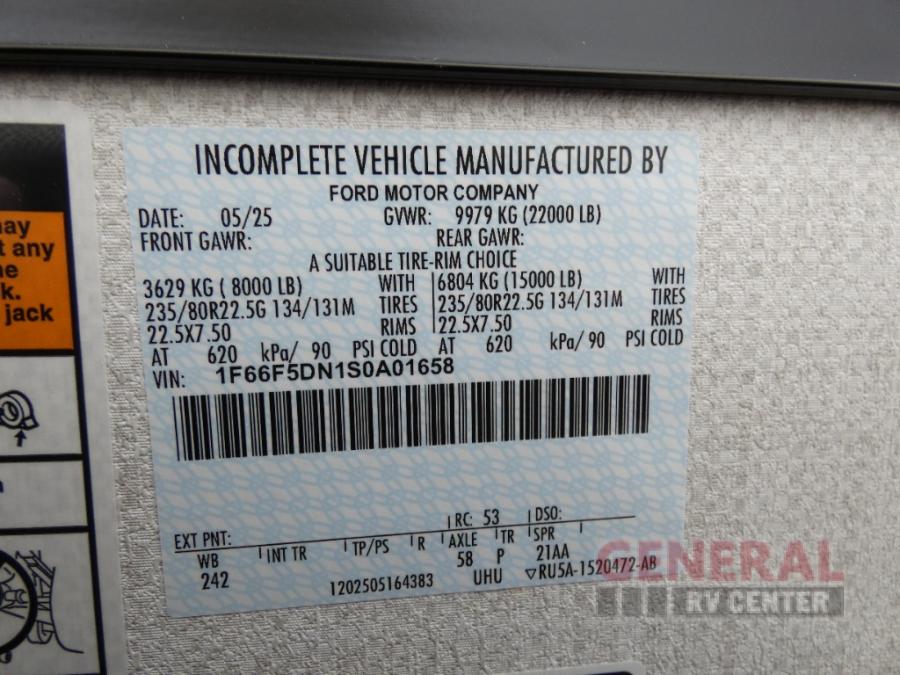 INCOMPLETE VEHICLE MANUFACTURED BY
FORD MOTOR COMPANY
DATE: 05/25 GVWR: 9979 KG (22000 LB)
FRONT GAWR: REAR GAWR:
A SUITABLE TIRE-RIM CHOICE
3629 KG ( 8000 LB) WITH 6804 KG (15000 LB) WITH
235/80R22.5G 134/131M TIRES 235/80R22.5G 134/131M TIRES
22.5X7.50 RIMS 22.5X7.50 RIMS
AT 620 kPa/ 90 PSI COLD AT 620 kPa/ 90 PSI COLD
VIN: 1F66F5DN1S0A01658
EXT PNT: RC: 53 DSO:
WB INT TR TP/PS R AXLE TR SPR
242 58 P 21AA
1202505164383 UHU ▽RU5A-1520472-AB
may
t any
he
k.
jack
GENERAL
RV CENTER